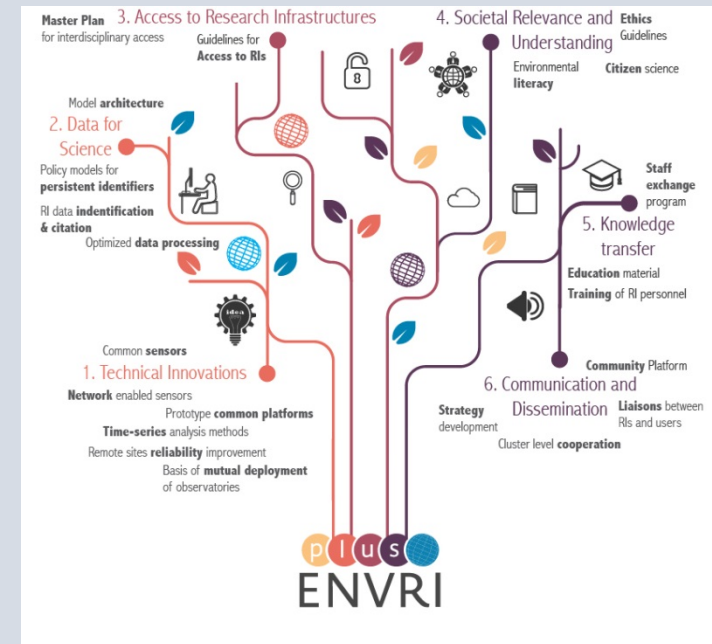 Master Plan
for interdisciplinary access
3. Access to Research Infrastructures
Guidelines for
Access to RIs
4. Societal Relevance and
Understanding
Ethics
Guidelines
Environmental
literacy
Citizen science
Model architecture
2. Data for
Science
Policy models for
persistent identifiers
RI data indentification
& citation
Optimized data processing
Staff
exchange
program
5. Knowledge
transfer
Education material
Training of RI personnel
idea
Common sensors
1. Technical Innovations
Network enabled sensors
Prototype common platforms
Time-series analysis methods
Remote sites reliability improvement
Basis of mutual deployment
of observatories
Community Platform
6. Communication and
Dissemination
Strategy
development
Liaisons between
RIs and users
Cluster level cooperation
plus
ENVRI